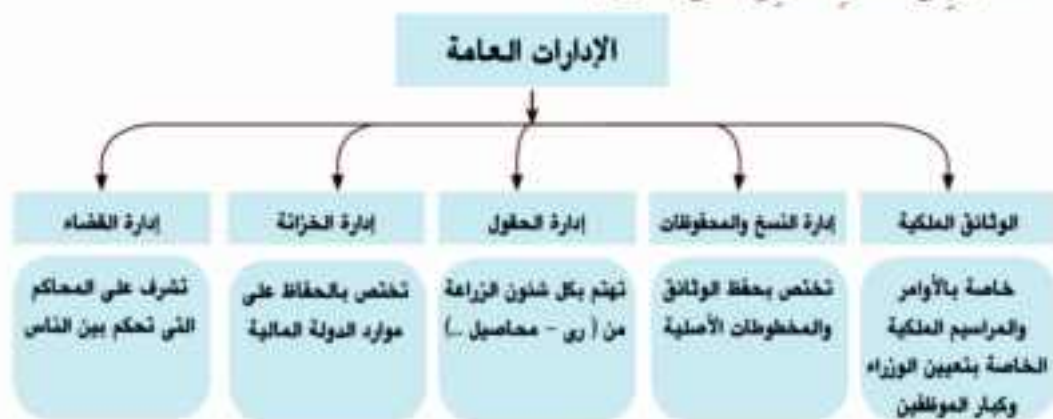 الإدارات العامة
الوثائق الملكية
خاصة بالأوامر
والمراسيم الملكية
الخاصة بتعيين الوزراء
وكبار الموظفين
إدارة النسخ والمحفوظات
تختص بحفظ الوثائق
والمخطوطات الأصلية
إدارة الحقول
تهتم بكل شئون الزراعة
من ( رى - محاصيل ..)
إدارة الخزانة
تختص بالحفاظ على
موارد الدولة المالية
إدارة القضاء
تشرف على المحاكم
التى تحكم بين الناس